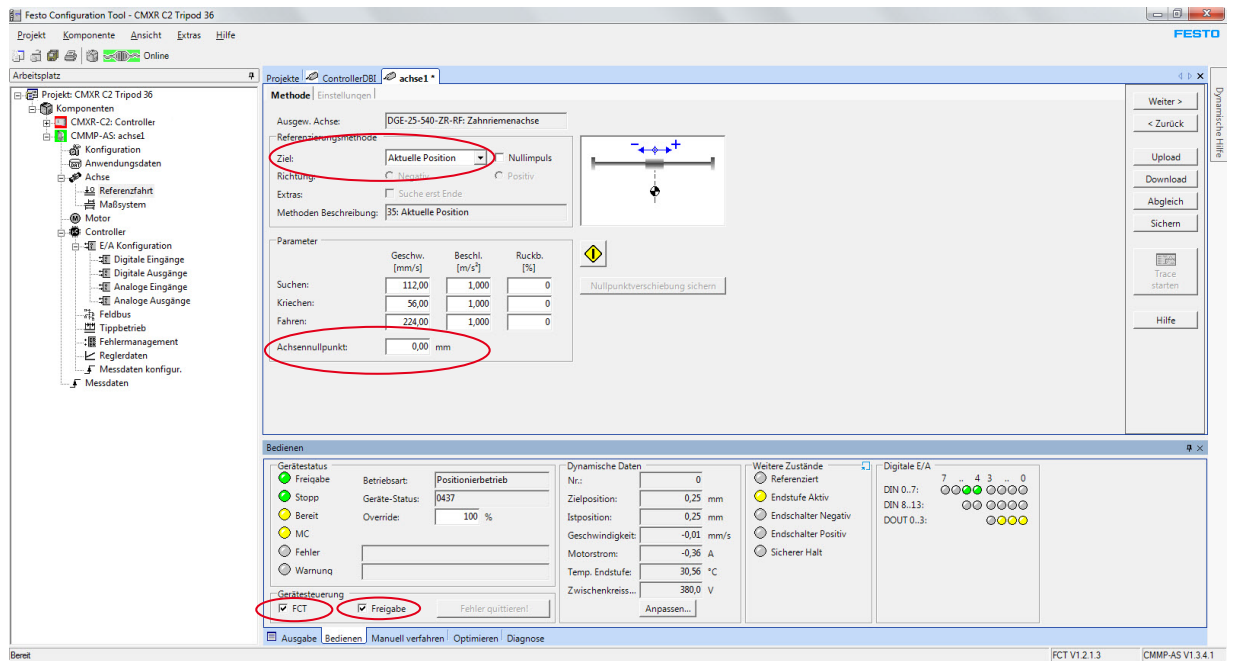 Festo Configuration Tool - CMXR C2 Tripod 36
Projekt Komponente Ansicht Extras Hilfe
FESTO
Online
Arbeitsplatz
Projekt: CMXR C2 Tripod 36
Komponenten
CMXR-C2: Controller
CMMP-AS: achse1
Konfiguration
Anwendungsdaten
Achse
Referenzfahrt
Maßsystem
Motor
Controller
E/A Konfiguration
Digitale Eingänge
Digitale Ausgänge
Analoge Eingänge
Analoge Ausgänge
Feldbus
Tippbetrieb
Fehlermanagement
Reglerdaten
Messdaten konfigur.
Messdaten
Projekte ControllerDBI achse1 *
Methode Einstellungen
Ausgew. Achse: DGE-25-540-ZR-RF: Zahnriemenachse
Referenzierungsmethode
Ziel: Aktuelle Position Nullimpuls
Richtung: Negativ Positiv
Extras: Suche erst Ende
Methoden Beschreibung: 35: Aktuelle Position
- +
Parameter
Geschw. Beschl. Ruckb.
[mm/s] [m/s²] [%]
Suchen: 112,00 1,000 0
Kriechen: 56,00 1,000 0
Fahren: 224,00 1,000 0
Achsennullpunkt: 0,00 mm
Nullpunktverschiebung sichern
Weiter >
< Zurück
Upload
Download
Abgleich
Sichern
Trace
starten
Hilfe
Dynamische Hilfe
Bedienen
Gerätestatus
Freigabe
Stopp
Bereit
MC
Fehler
Warnung
Betriebsart: Positionierbetrieb
Geräte-Status: 0437
Override: 100 %
Gerätesteuerung
FCT Freigabe Fehler quittieren!
Dynamische Daten
Nr.: 0
Zielposition: 0,25 mm
Istposition: 0,25 mm
Geschwindigkeit: -0,01 mm/s
Motorstrom: -0,36 A
Temp. Endstufe: 30,56 °C
Zwischenkreiss... 380,0 V
Anpassen...
Weitere Zustände
Referenziert
Endstufe Aktiv
Endschalter Negativ
Endschalter Positiv
Sicherer Halt
Digitale E/A
7 .. 4 3 .. 0
DIN 0..7:
DIN 8..13:
DOUT 0..3:
Ausgabe Bedienen Manuell verfahren Optimieren Diagnose
Bereit
FCT V1.2.1.3 CMMP-AS V1.3.4.1